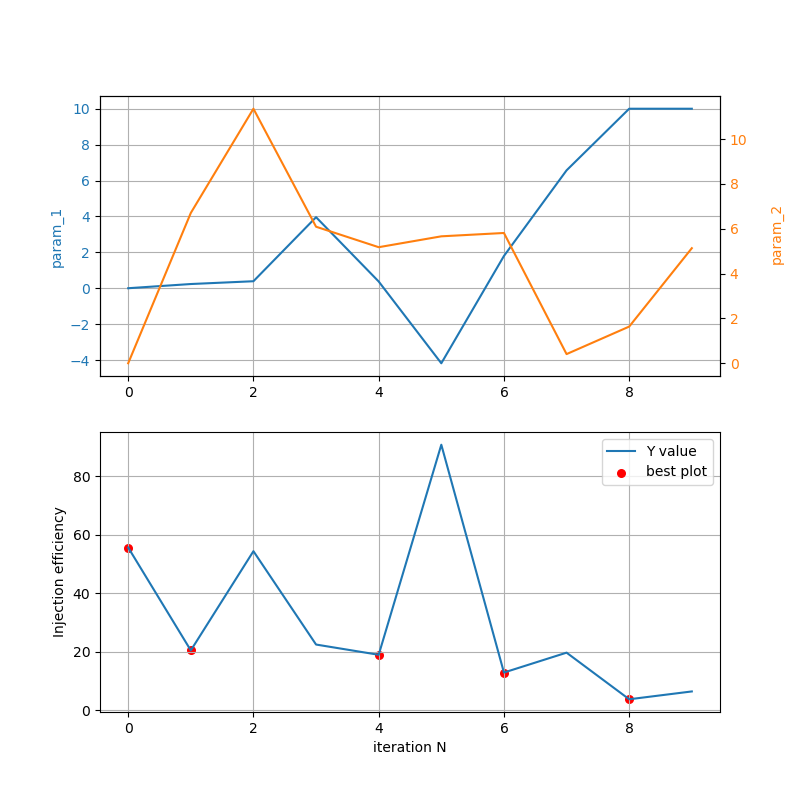 param_1
10
8
6
4
2
0
−2
−4
10
8
6
4
2
0
param_2
0 2 4 6 8
Injection efficiency
80
60
40
20
0
Y value
best plot
0 2 4 6 8
iteration N